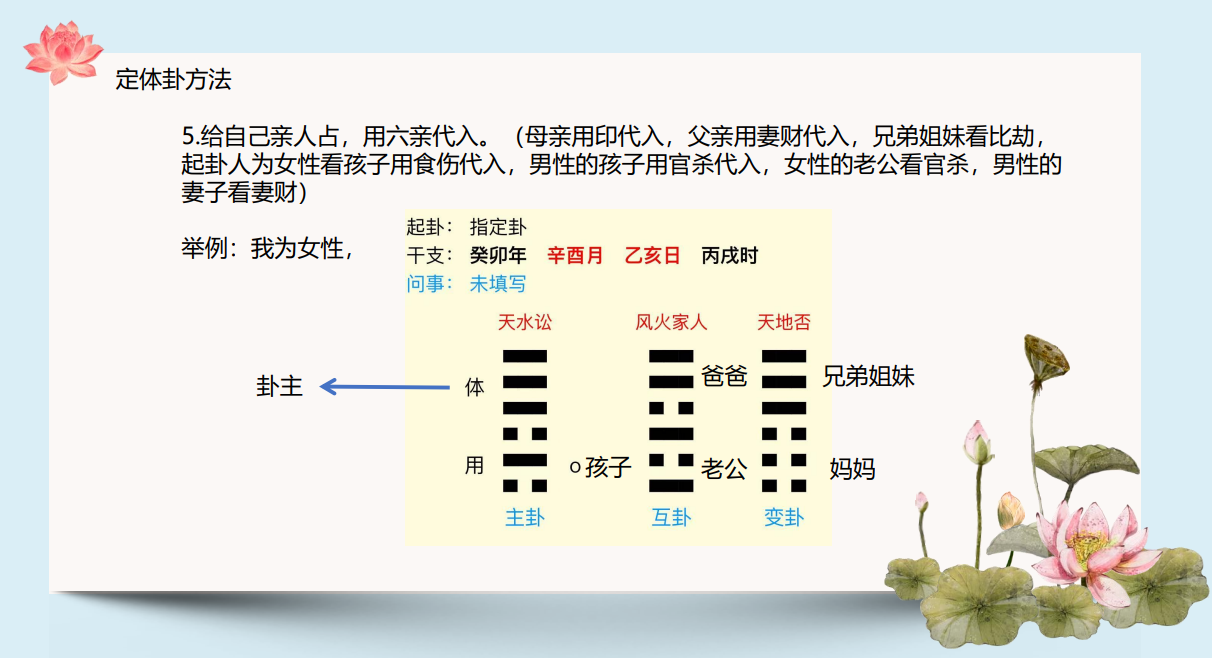 定体卦方法
5.给自己亲人占，用六亲代入。（母亲用印代入，父亲用妻财代入，兄弟姐妹看比劫，
起卦人为女性看孩子用食伤代入，男性的孩子用官杀代入，女性的老公看官杀，男性的
妻子看妻财）
举例：我为女性，
起卦： 指定卦
干支： 癸卯年 辛酉月 乙亥日 丙戌时
问事： 未填写
天水讼 风火家人 天地否
爸爸 兄弟姐妹
卦主 体
用 o 孩子 老公 妈妈
主卦 互卦 变卦